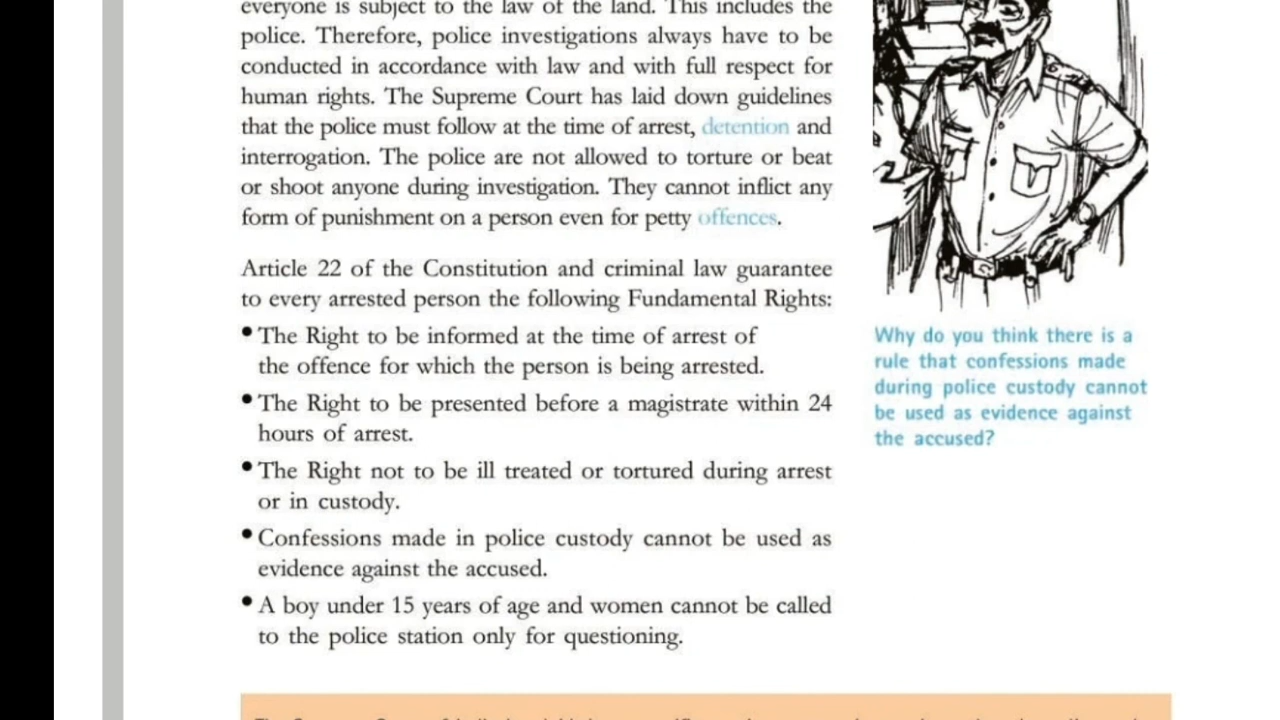 everyone is subject to the law of the land. This includes the
police. Therefore, police investigations always have to be
conducted in accordance with law and with full respect for
human rights. The Supreme Court has laid down guidelines
that the police must follow at the time of arrest, detention and
interrogation. The police are not allowed to torture or beat
or shoot anyone during investigation. They cannot inflict any
form of punishment on a person even for petty offences.
Article 22 of the Constitution and criminal law guarantee
to every arrested person the following Fundamental Rights:
• The Right to be informed at the time of arrest of
the offence for which the person is being arrested.
• The Right to be presented before a magistrate within 24
hours of arrest.
• The Right not to be ill treated or tortured during arrest
or in custody.
• Confessions made in police custody cannot be used as
evidence against the accused.
• A boy under 15 years of age and women cannot be called
to the police station only for questioning.
Why do you think there is a
rule that confessions made
during police custody cannot
be used as evidence against
the accused?